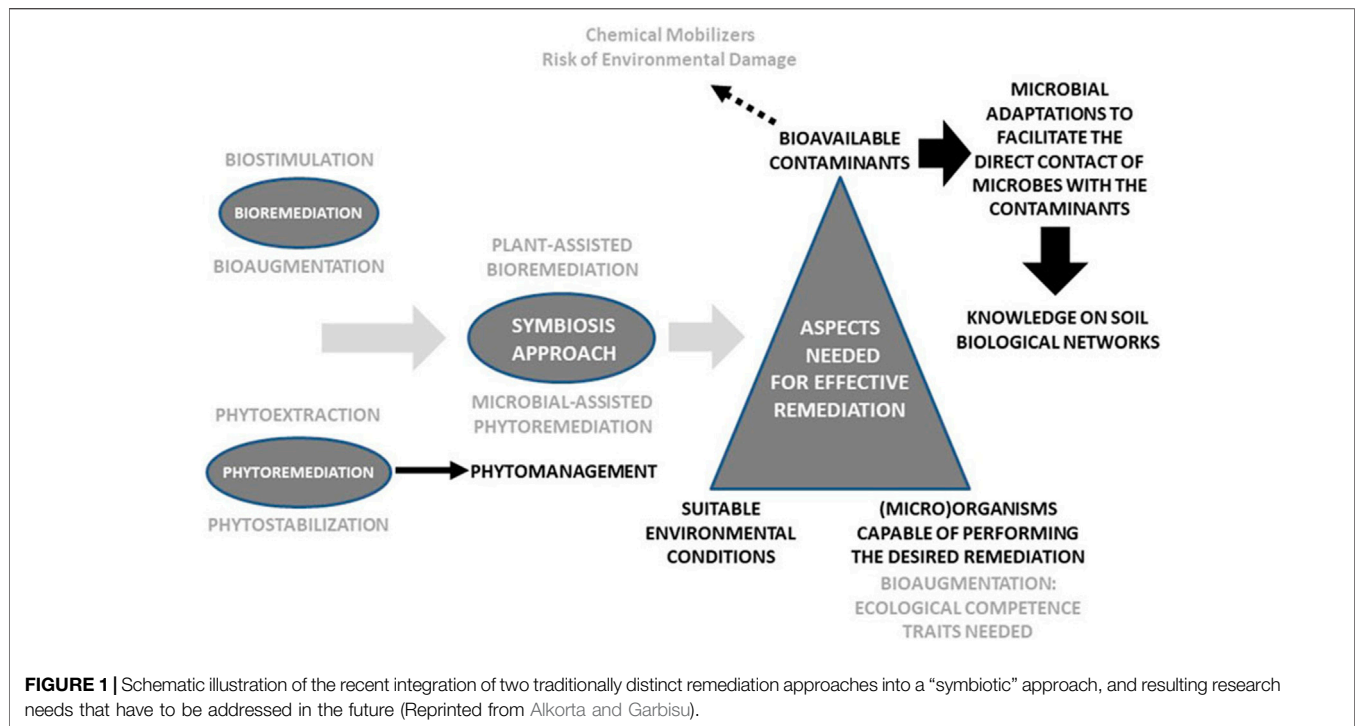 Chemical Mobilizers
Risk of Environmental Damage
BIOAVAILABLE
CONTAMINANTS
MICROBIAL
ADAPTATIONS TO
FACILITATE THE
DIRECT CONTACT OF
MICROBES WITH THE
CONTAMINANTS
KNOWLEDGE ON SOIL
BIOLOGICAL NETWORKS
BIOSTIMULATION
BIOREMEDIATION
BIOAUGMENTATION
PLANT-ASSISTED
BIOREMEDIATION
SYMBIOSIS
APPROACH
MICROBIAL-ASSISTED
PHYTOREMEDIATION
PHYTOEXTRACTION
PHYTOREMEDIATION
PHYTOSTABILIZATION
PHYTOMANAGEMENT
ASPECTS
NEEDED
FOR EFFECTIVE
REMEDIATION
SUITABLE
ENVIRONMENTAL
CONDITIONS
(MICRO)ORGANISMS
CAPABLE OF PERFORMING
THE DESIRED REMEDIATION
BIOAUGMENTATION:
ECOLOGICAL COMPETENCE
TRAITS NEEDED
FIGURE 1 | Schematic illustration of the recent integration of two traditionally distinct remediation approaches into a “symbiotic” approach, and resulting research
needs that have to be addressed in the future (Reprinted from Alkorta and Garbisu).